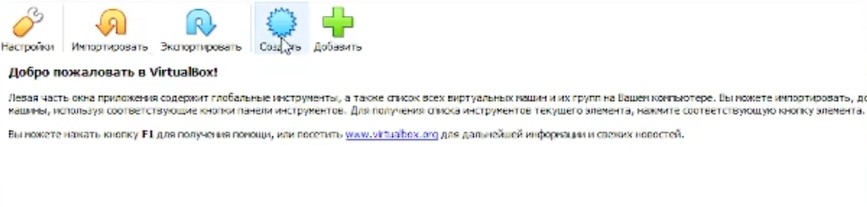 Настройки Импортировать Экспортировать Создать Добавить
Добро пожаловать в VirtualBox!
Левая часть окна приложения содержит глобальные инструменты, а также список всех виртуальных машин и их групп на Вашем компьютере. Вы можете импортировать,
машины, используя соответствующие кнопки панели инструментов. Для получения списка инструментов текущего элемента, нажмите соответствующую кнопку элемента.
Вы можете нажать кнопку F1 для получения помощи, или посетить www.virtualbox.org для дальнейшей информации и свежих новостей.